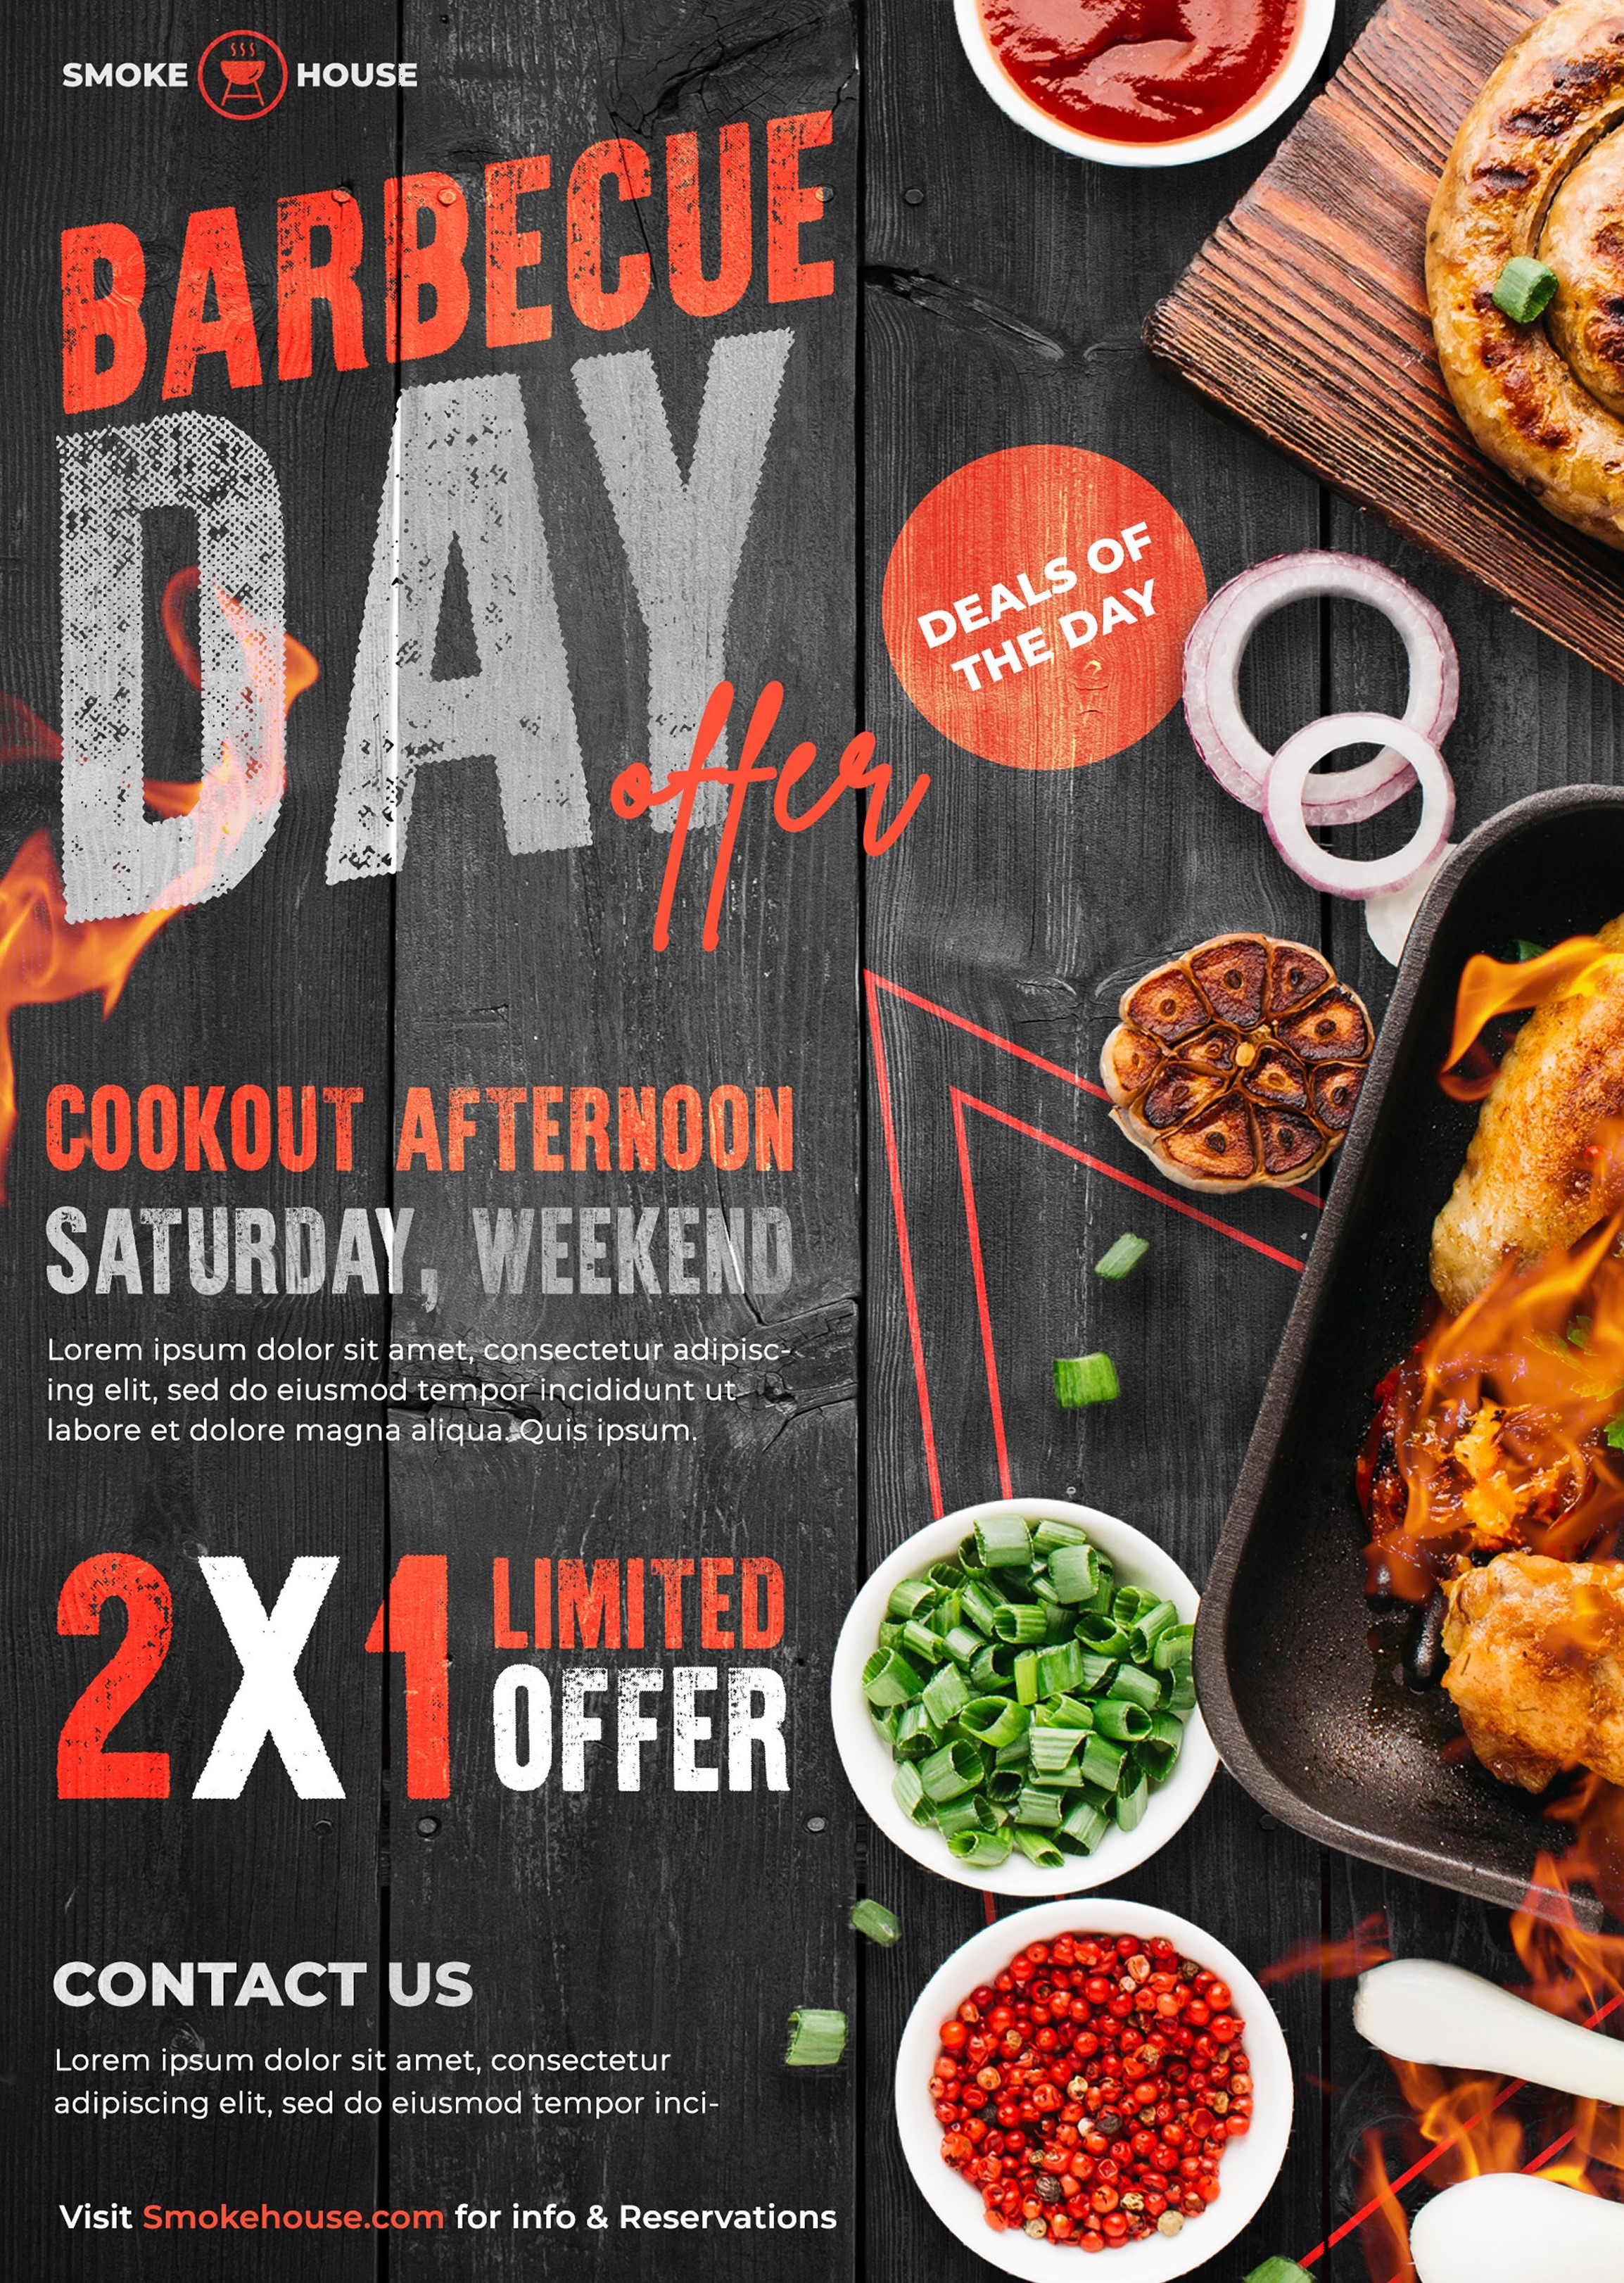 SMOKE HOUSE
BARBECUE
DAY
offer
DEALS OF
THE DAY
COOKOUT AFTERNOON
SATURDAY, WEEKEND
Lorem ipsum dolor sit amet, consectetur adipisc-
ing elit, sed do eiusmod tempor incididunt ut
labore et dolore magna aliqua. Quis ipsum.
2X1
LIMITED
OFFER
CONTACT US
Lorem ipsum dolor sit amet, consectetur
adipiscing elit, sed do eiusmod tempor inci-
Visit Smokehouse.com for info & Reservations